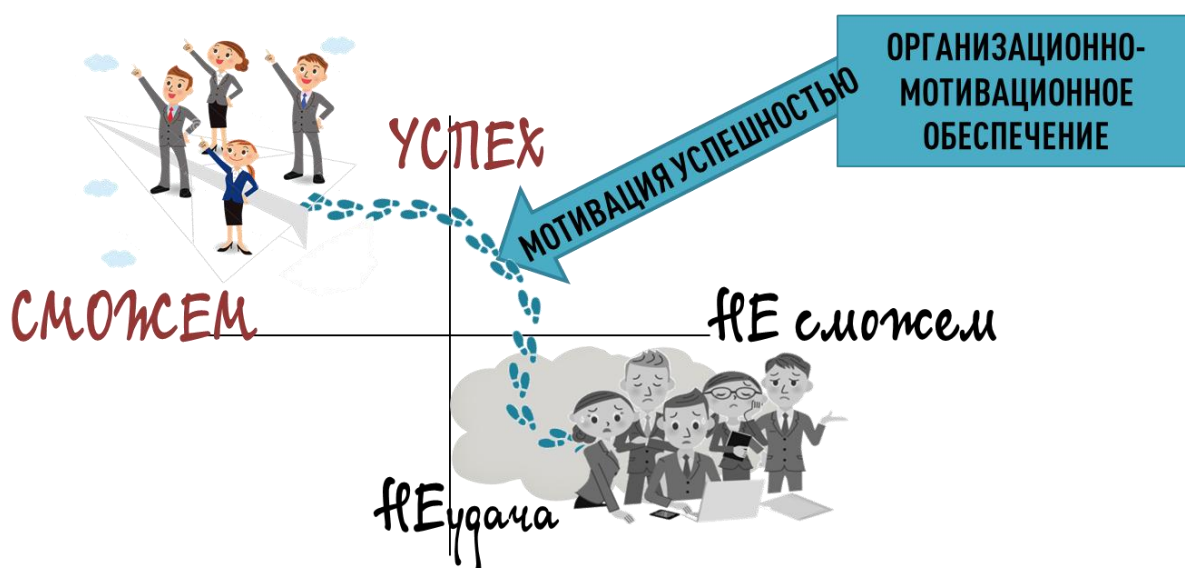 ОРГАНИЗАЦИОННО-
МОТИВАЦИОННОЕ
ОБЕСПЕЧЕНИЕ
МОТИВАЦИЯ УСПЕШНОСТЬЮ
УСПЕХ
СМОЖЕМ
НЕ сможем
НЕудача